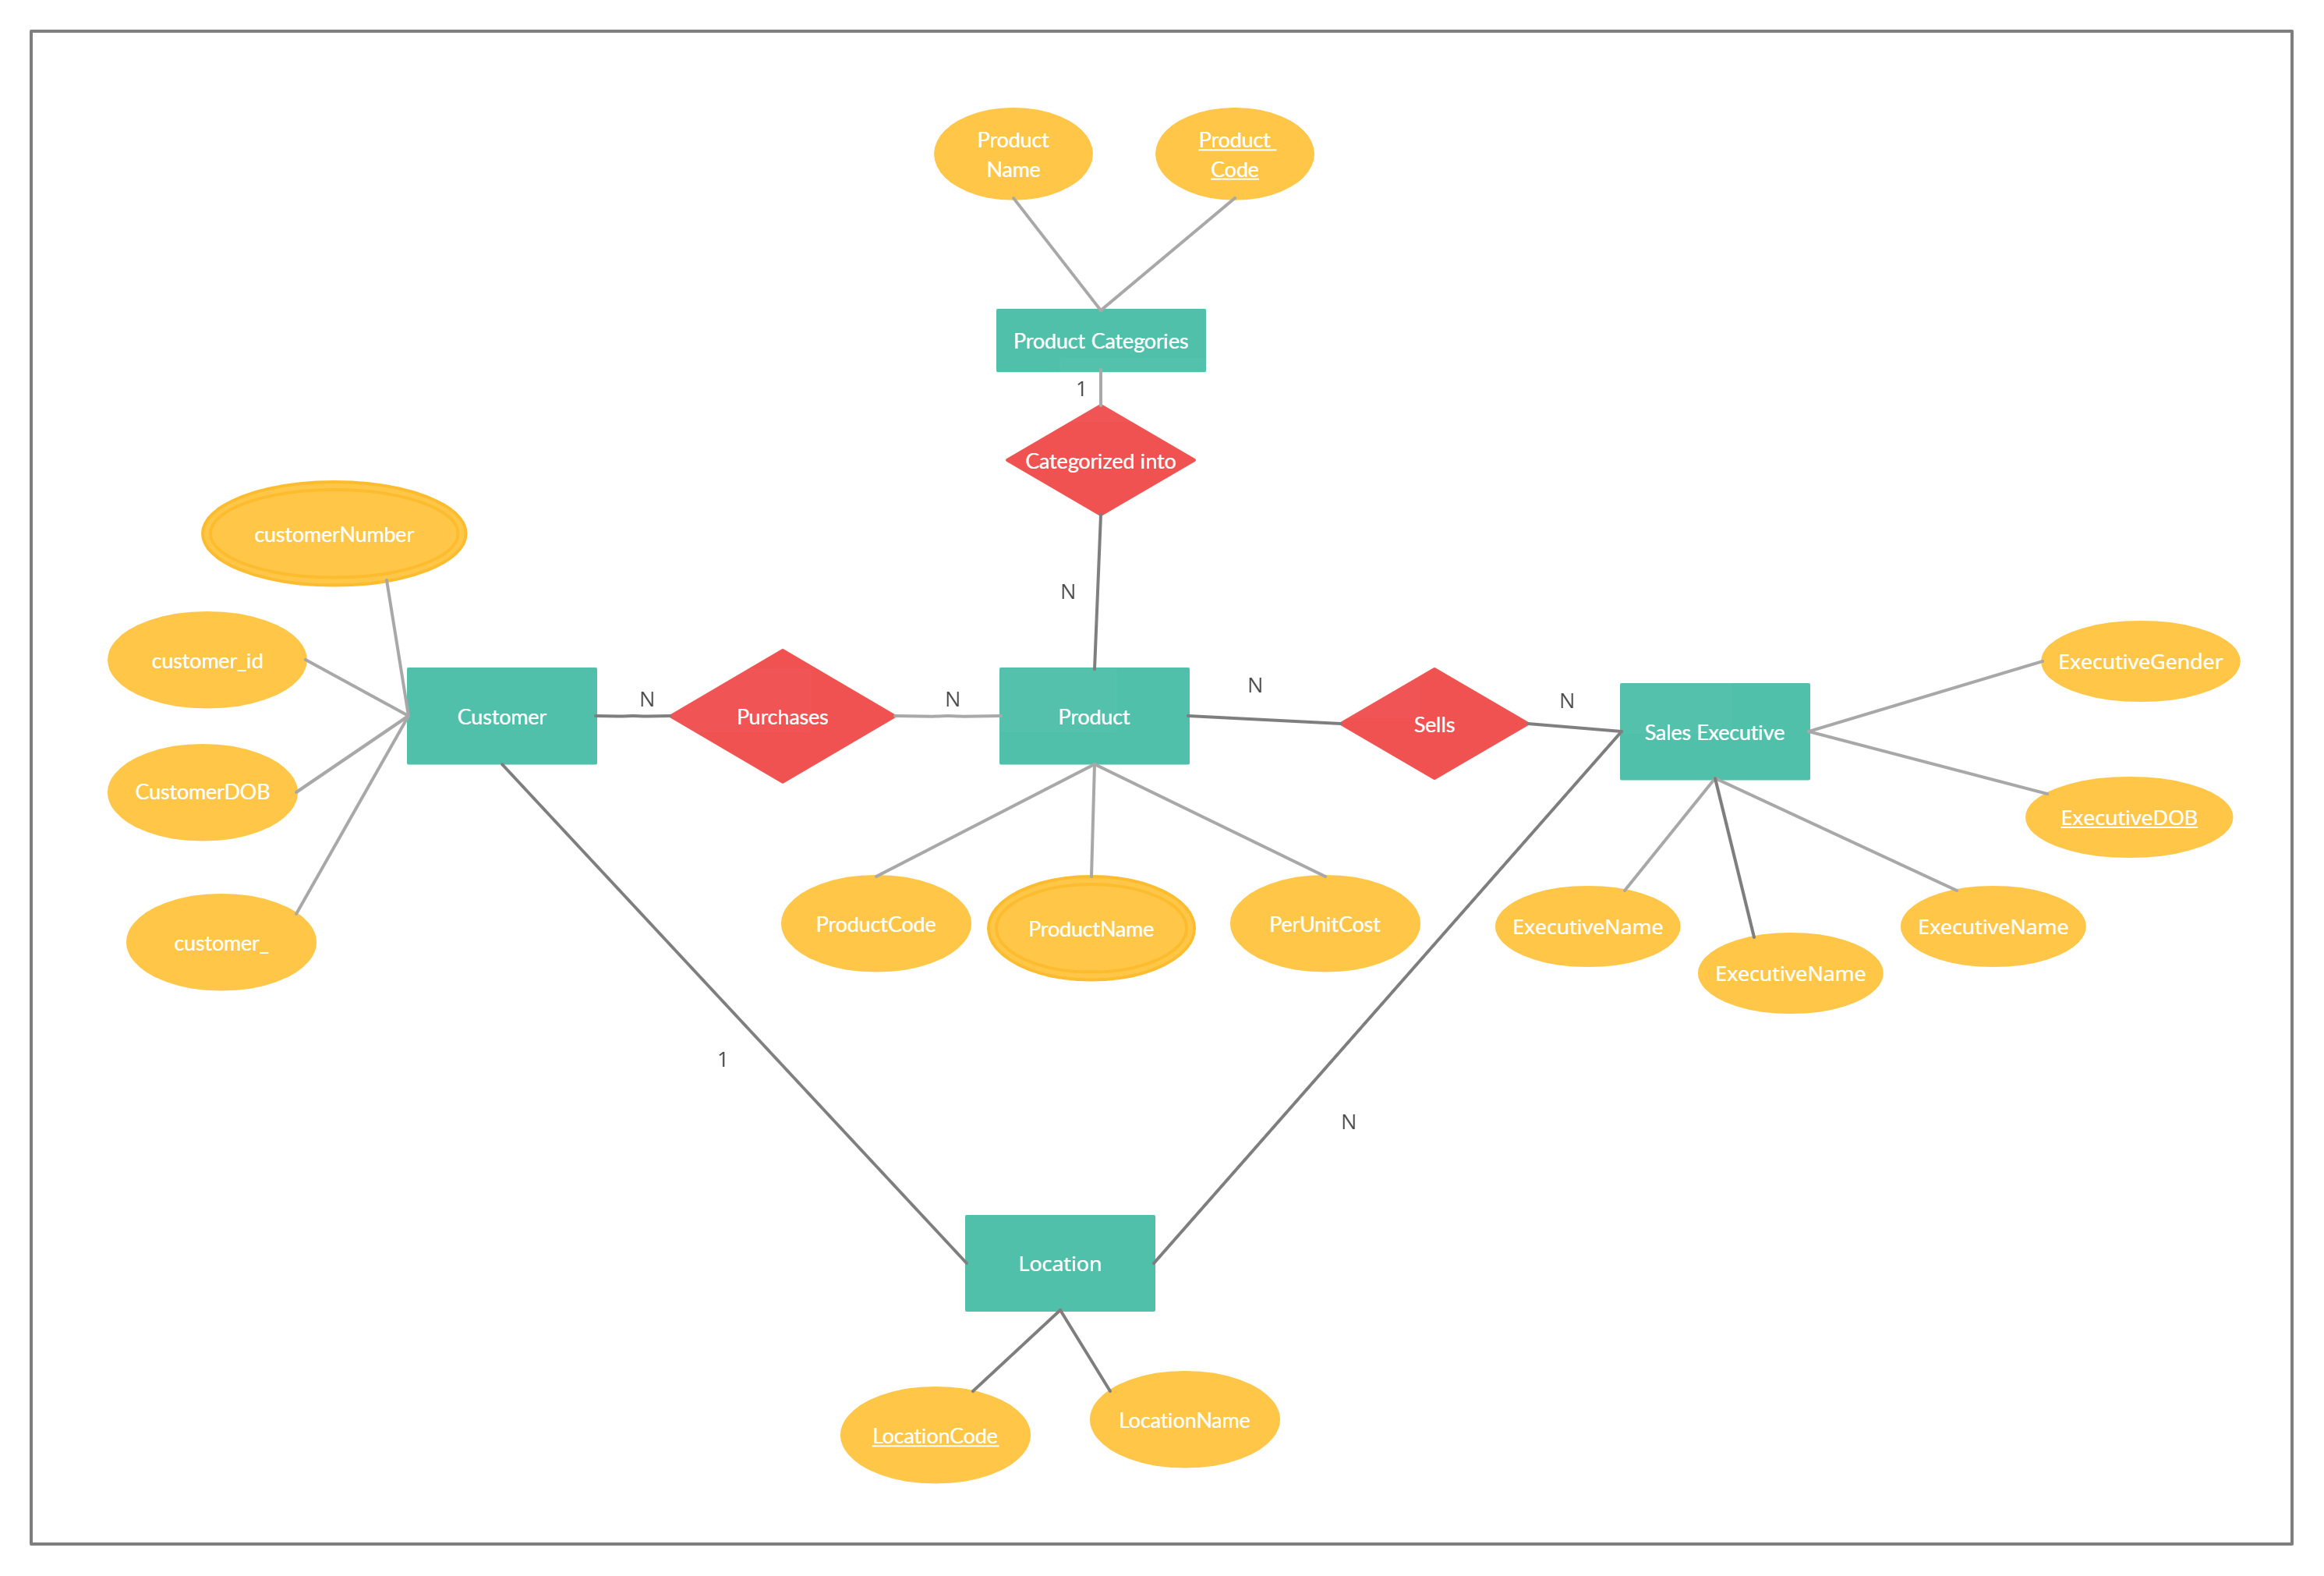 Product
Name
Product
Code
Product Categories
1
Categorized into
customerNumber
N
customer_id
ExecutiveGender
N
N
N
N
Customer
Purchases
Product
Sells
Sales Executive
CustomerDOB
ExecutiveDOB
ProductCode
ProductName
PerUnitCost
ExecutiveName
ExecutiveName
customer_
ExecutiveName
1
N
Location
LocationName
LocationCode